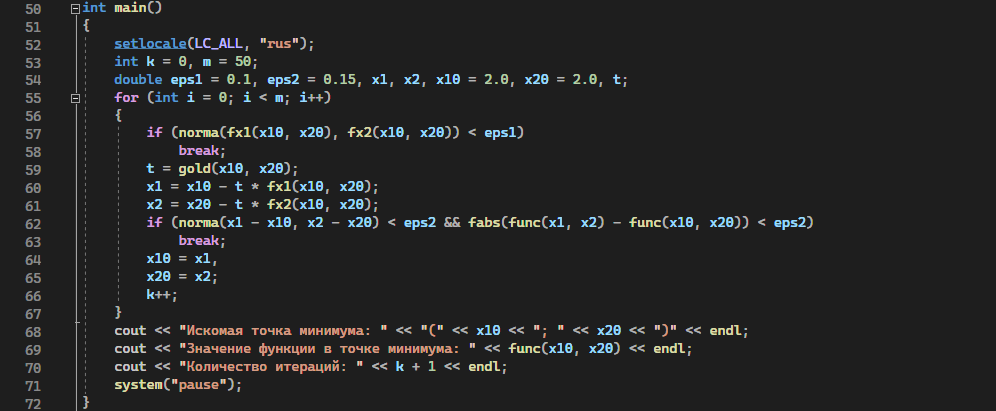 50 int main()
51 {
52 setlocale(LC_ALL, "rus");
53 int k = 0, m = 50;
54 double eps1 = 0.1, eps2 = 0.15, x1, x2, x10 = 2.0, x20 = 2.0, t;
55 for (int i = 0; i < m; i++)
56 {
57 if (norma(fx1(x10, x20), fx2(x10, x20)) < eps1)
58 break;
59 t = gold(x10, x20);
60 x1 = x10 - t * fx1(x10, x20);
61 x2 = x20 - t * fx2(x10, x20);
62 if (norma(x1 - x10, x2 - x20) < eps2 && fabs(func(x1, x2) - func(x10, x20)) < eps2)
63 break;
64 x10 = x1,
65 x20 = x2;
66 k++;
67 }
68 cout << "Искомая точка минимума: " << "(" << x10 << "; " << x20 << ")" << endl;
69 cout << "Значение функции в точке минимума: " << func(x10, x20) << endl;
70 cout << "Количество итераций: " << k + 1 << endl;
71 system("pause");
72 }